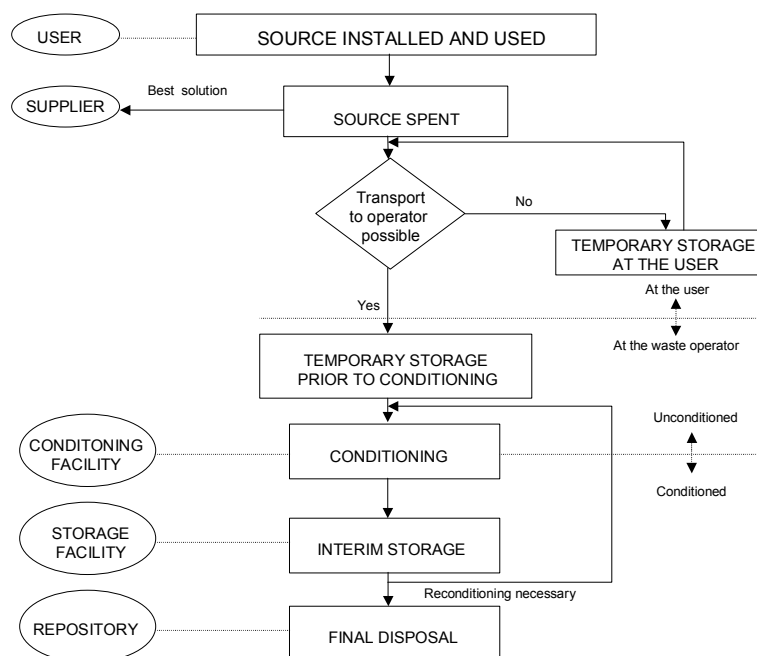 USER
SOURCE INSTALLED AND USED
Best solution
SUPPLIER
SOURCE SPENT
Transport
to operator
possible
No
TEMPORARY STORAGE
AT THE USER
At the user
Yes
At the waste operator
TEMPORARY STORAGE
PRIOR TO CONDITIONING
Unconditioned
CONDITONING
FACILITY
CONDITIONING
Conditioned
STORAGE
FACILITY
INTERIM STORAGE
Reconditioning necessary
REPOSITORY
FINAL DISPOSAL